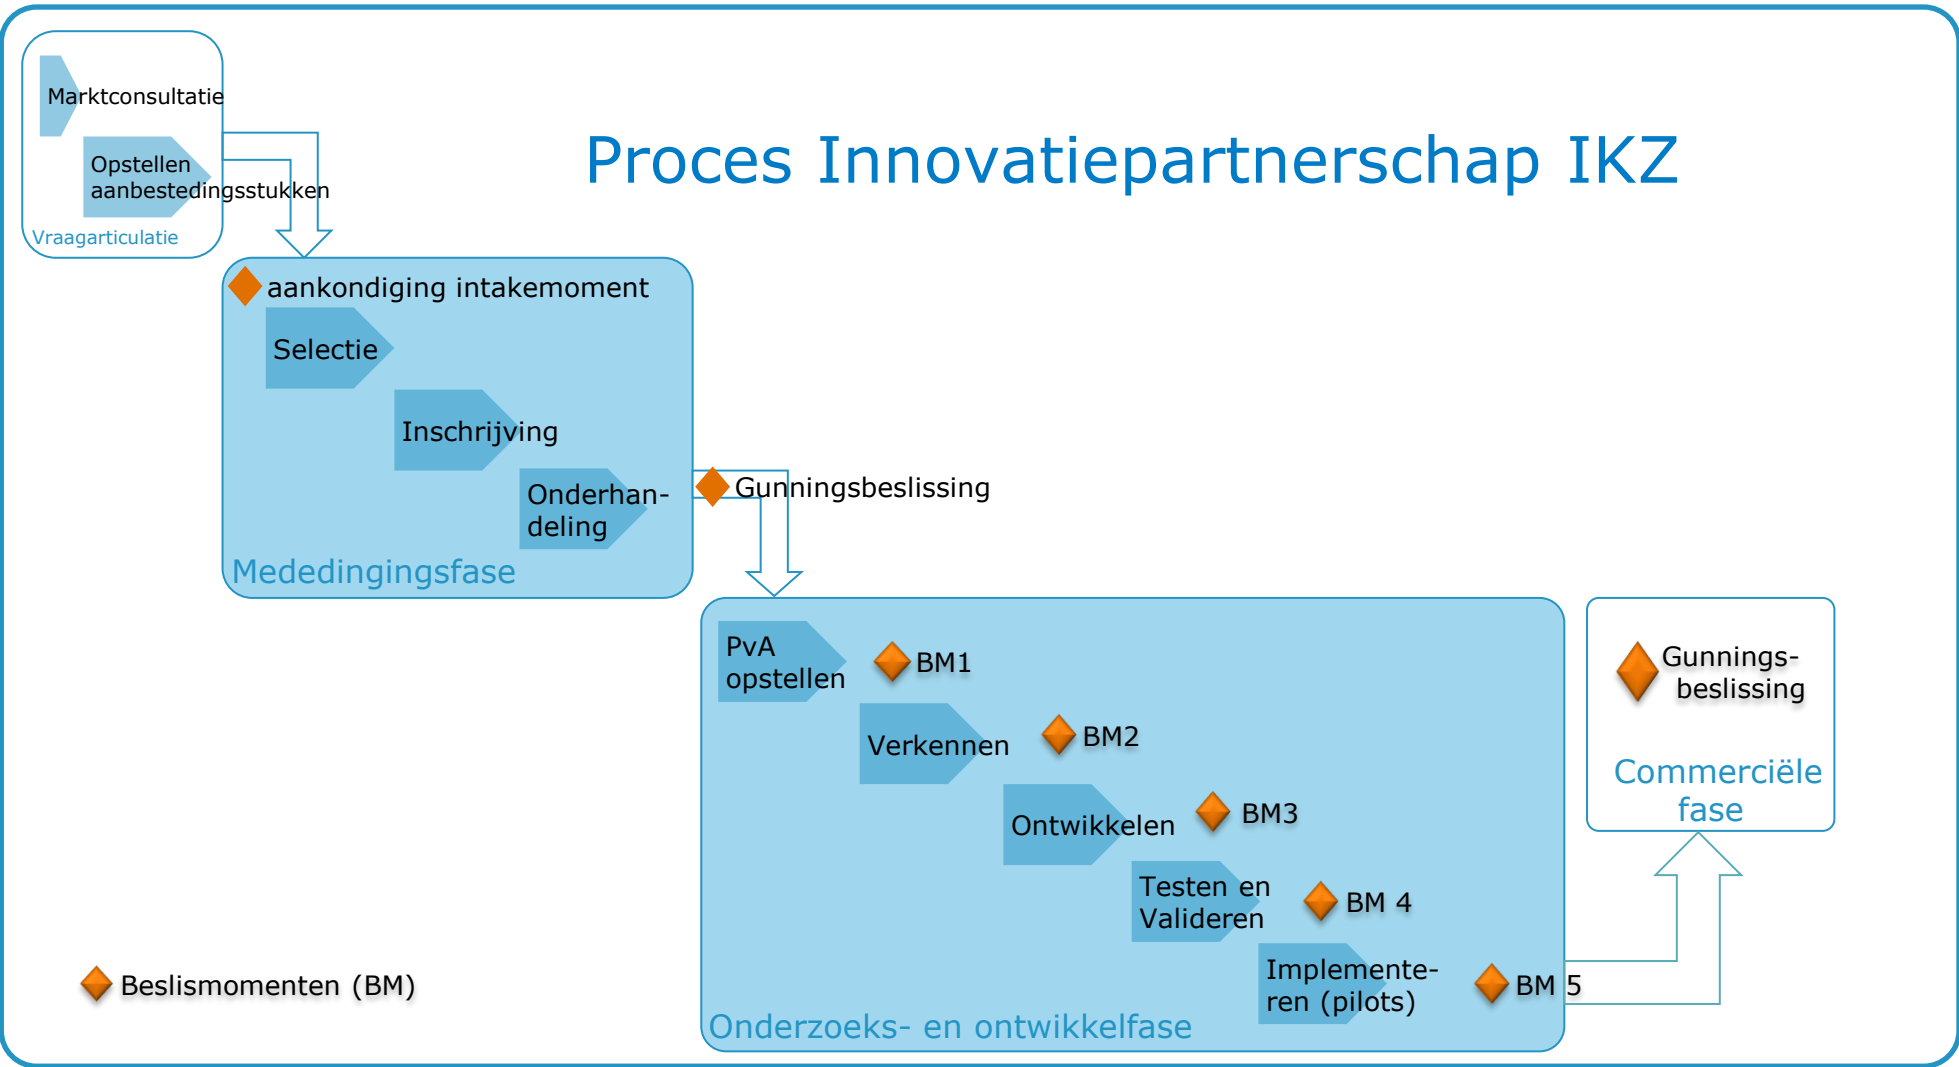 Marktconsultatie
Opstellen
aanbestedingsstukken
Vraagarticulatie
Proces Innovatiepartnerschap IKZ
aankondiging intakemoment
Selectie
Inschrijving
Onderhan-
deling
Mededingingsfase
Gunningsbeslissing
PvA
opstellen
BM1
Verkennen
BM2
Ontwikkelen
BM3
Testen en
Valideren
BM 4
Implemente-
ren (pilots)
BM 5
Onderzoeks- en ontwikkelfase
Gunnings-
beslissing
Commerciële
fase
Beslismomenten (BM)